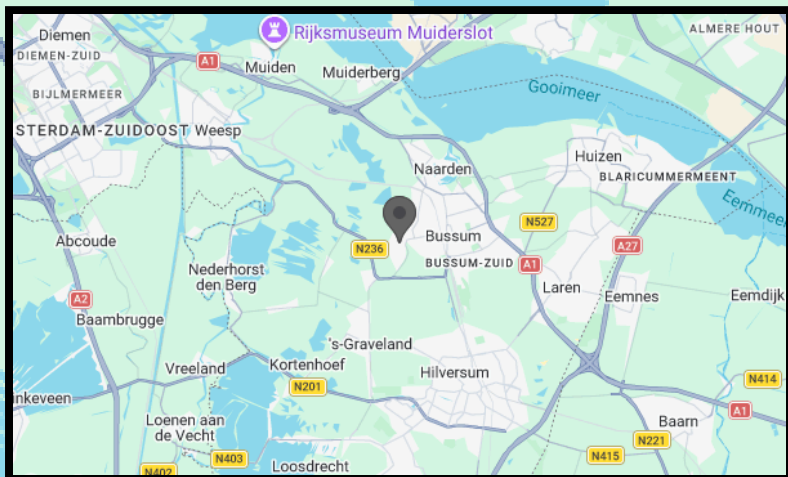 Diemen
DIEMEN-ZUID
Rijksmuseum Muiderslot
ALMERE HOUT
A1
Muiden
Muiderberg
BIJLMERMEER
Gooimeer
STERDAM-ZUIDOOST
Weesp
Naarden
Huizen
BLARICUMMERMEENT
Eemmeer
N527
Abcoude
N236
Bussum
A27
BUSSUM-ZUID
A1
Nederhorst
den Berg
Laren
Eemnes
Eemdijk
A2
Baambrugge
's-Graveland
Vreeland
Kortenhoef
Hilversum
N414
N201
nkeveen
A1
Loenen aan
de Vecht
Baarn
N221
N403
N415
Loosdrecht
N402